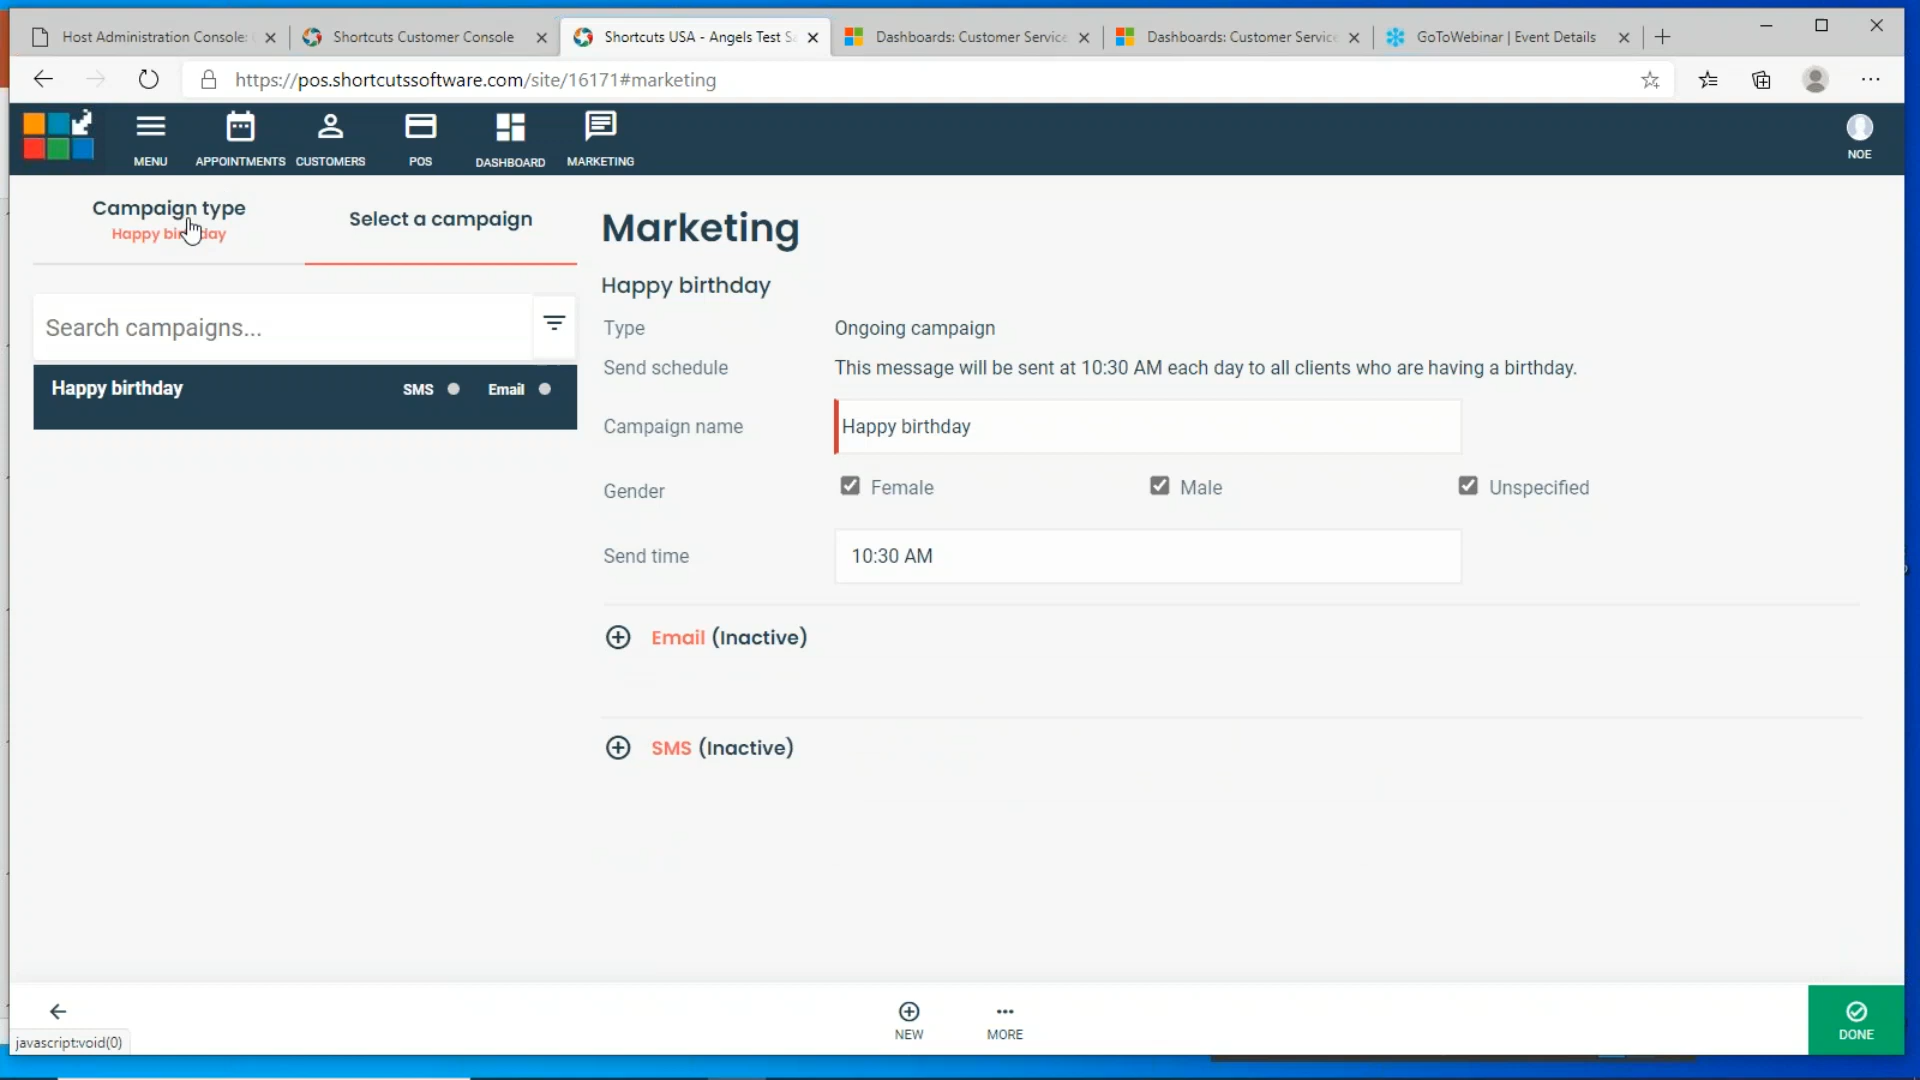 Host Administration Console:
Shortcuts Customer Console
Shortcuts USA - Angels Test S
Dashboards: Customer Service
Dashboards: Customer Service
GoToWebinar | Event Details
https://pos.shortcutssoftware.com/site/16171#marketing
MENU
APPOINTMENTS
CUSTOMERS
POS
DASHBOARD
MARKETING
NOE
Campaign type
Happy birthday
Select a campaign
Search campaigns...
Happy birthday SMS Email
Marketing
Happy birthday
Type Ongoing campaign
Send schedule This message will be sent at 10:30 AM each day to all clients who are having a birthday.
Campaign name Happy birthday
Gender Female Male Unspecified
Send time 10:30 AM
Email (Inactive)
SMS (Inactive)
NEW
MORE
DONE
javascript:void(0)